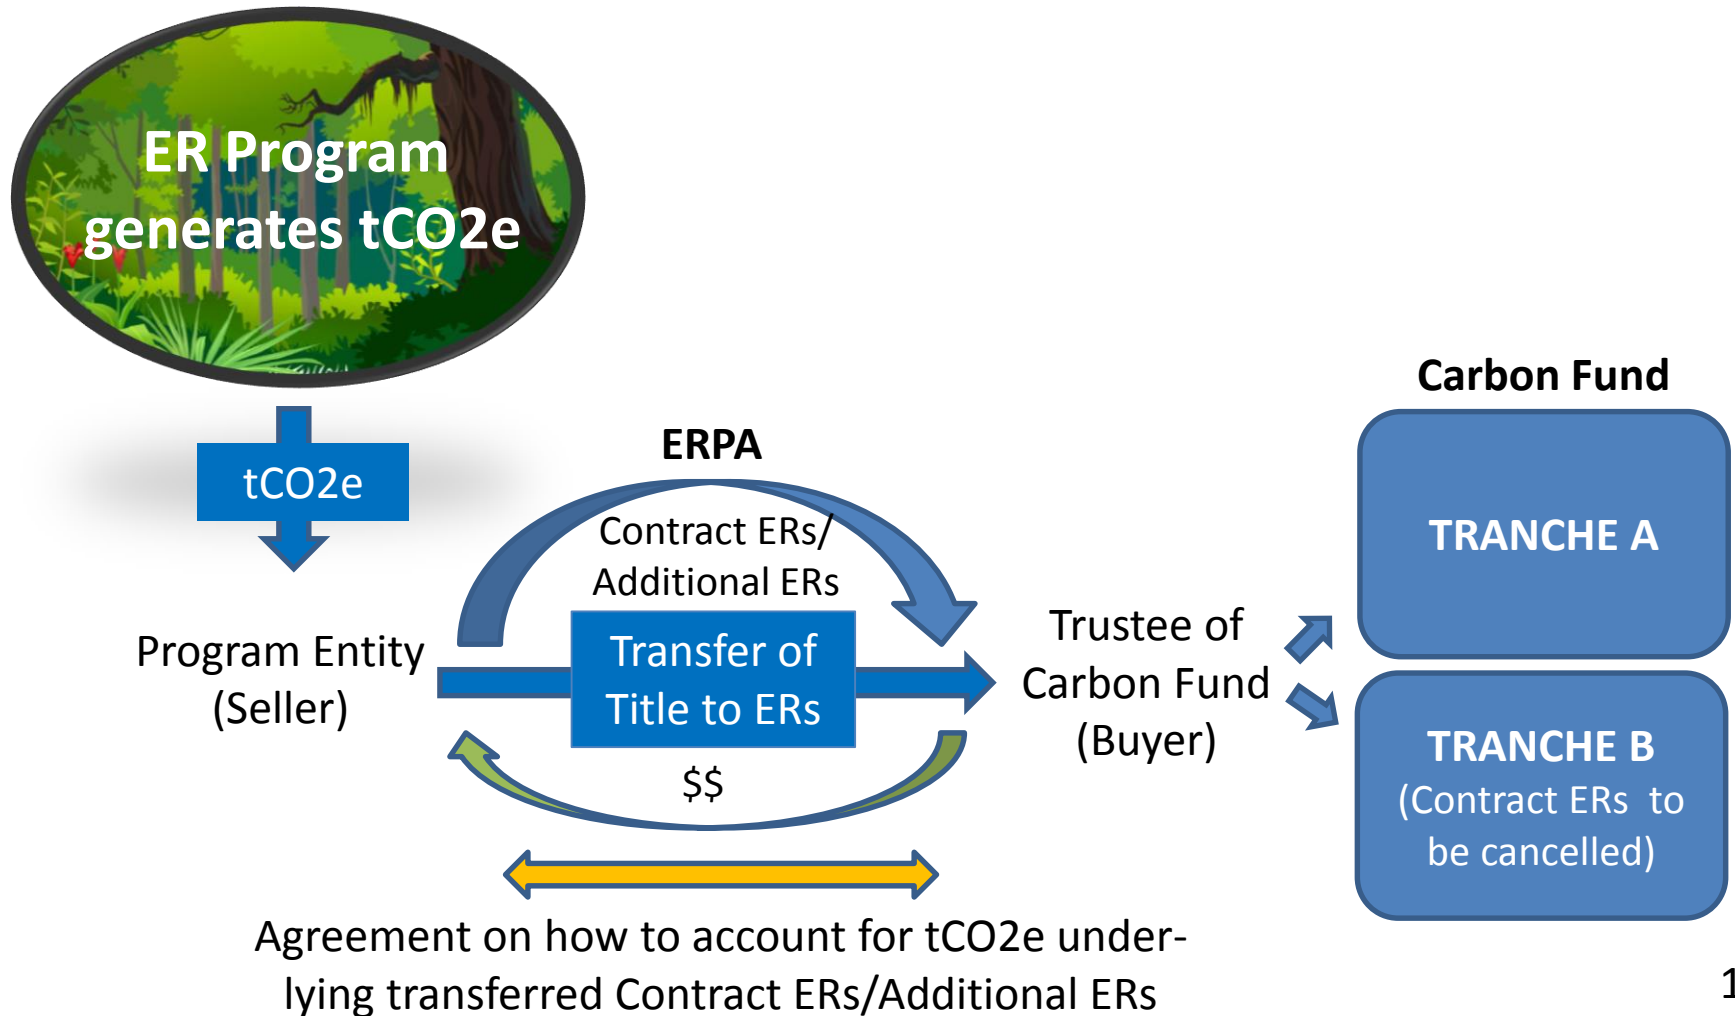 ER Program
generates tCO2e
tCO2e
Program Entity
(Seller)
ERPA
Contract ERs/
Additional ERs
Transfer of
Title to ERs
$$
Trustee of
Carbon Fund
(Buyer)
Carbon Fund
TRANCHE A
TRANCHE B
(Contract ERs  to
be cancelled)
Agreement on how to account for tCO2e under-
lying transferred Contract ERs/Additional ERs
1